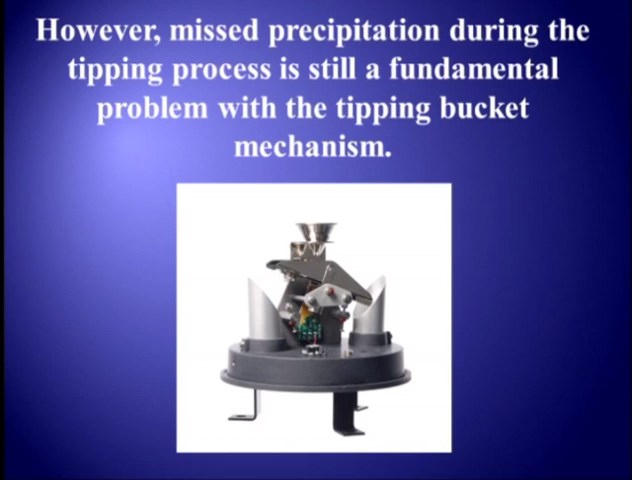 However, missed precipitation during the
tipping process is still a fundamental
problem with the tipping bucket
mechanism.